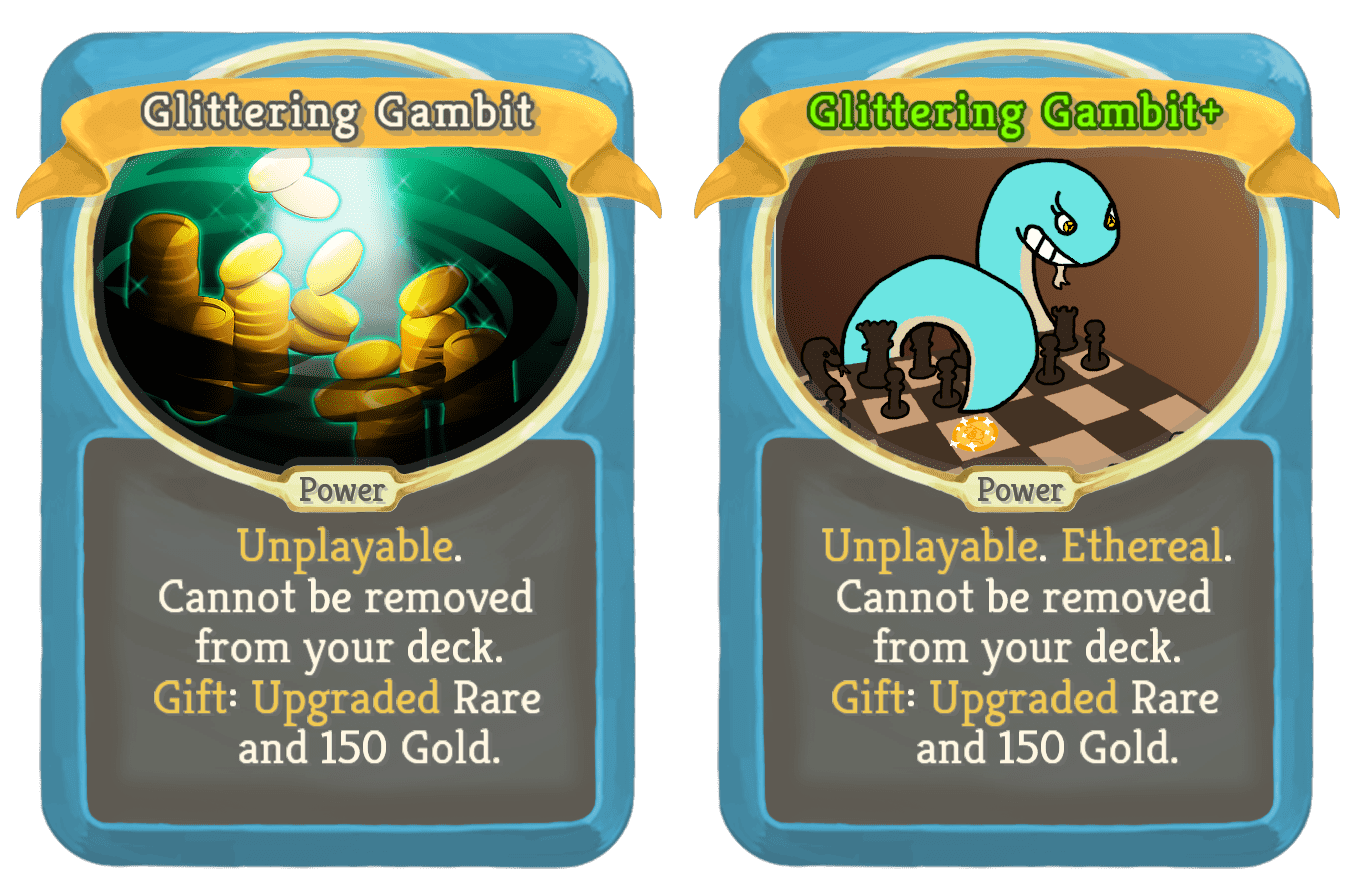 Glittering Gambit
Power
Unplayable.
Cannot be removed
from your deck.
Gift: Upgraded Rare
and 150 Gold.
Glittering Gambit+
Power
Unplayable. Ethereal.
Cannot be removed
from your deck.
Gift: Upgraded Rare
and 150 Gold.